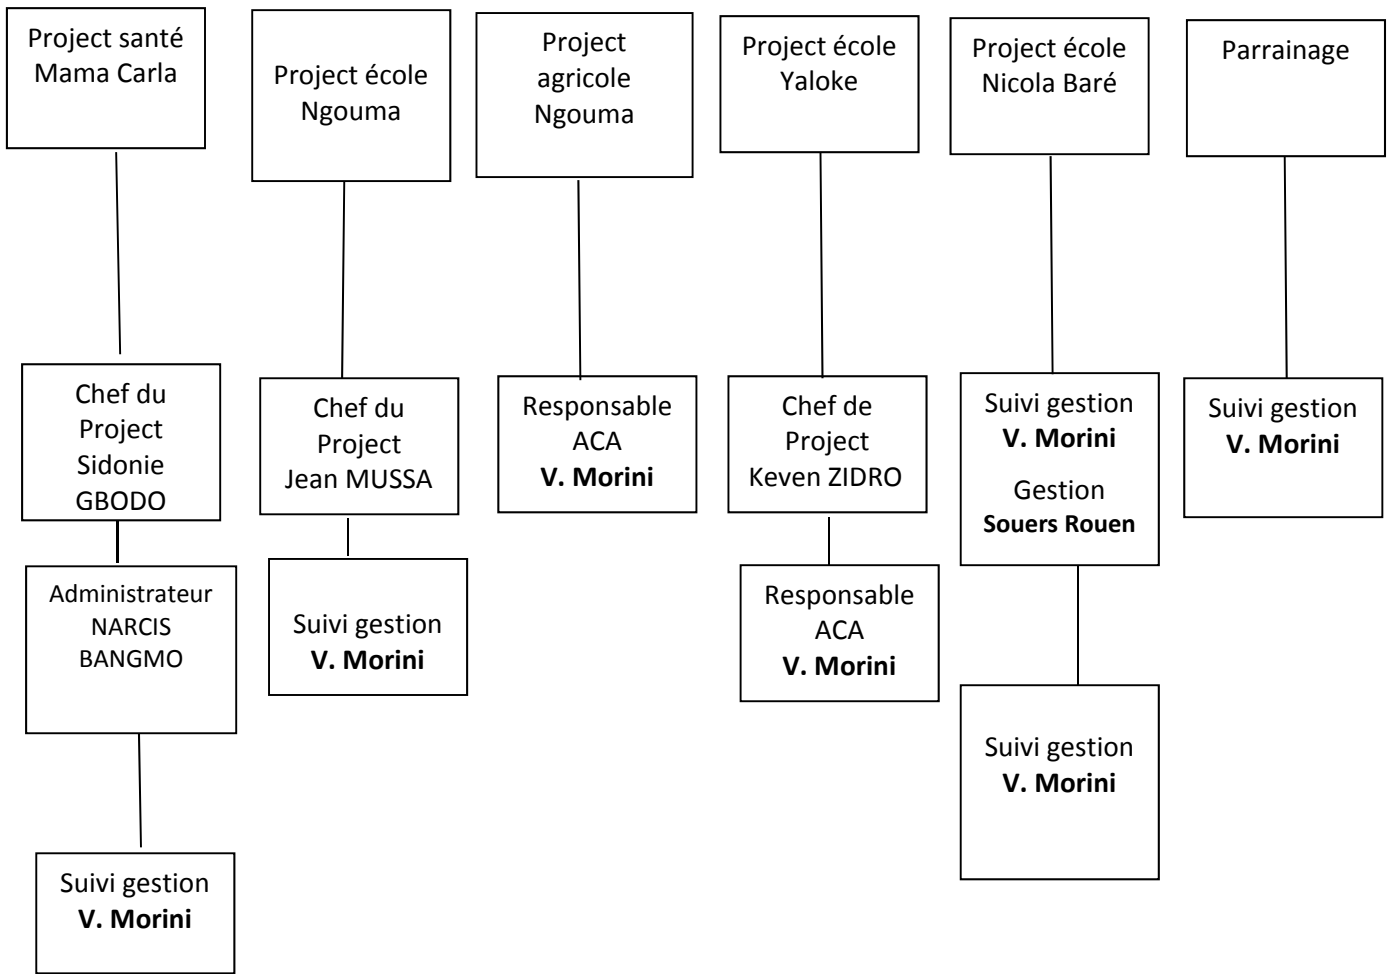 Project santé
Mama Carla
Project école
Ngouma
Project
agricole
Ngouma
Project école
Yaloke
Project école
Nicola Baré
Parrainage
Chef du
Project
Sidonie
GBODO
Chef du
Project
Jean MUSSA
Responsable
ACA
V. Morini
Chef de
Project
Keven ZIDRO
Suivi gestion
V. Morini
Gestion
Souers Rouen
Suivi gestion
V. Morini
Administrateur
NARCIS
BANGMO
Suivi gestion
V. Morini
Responsable
ACA
V. Morini
Suivi gestion
V. Morini
Suivi gestion
V. Morini